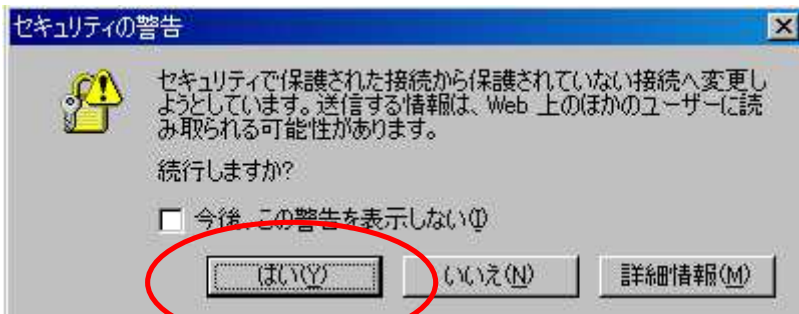 セキュリティの警告
セキュリティで保護された接続から保護されていない接続へ変更し
ようとしています。送信する情報は、Web 上のほかのユーザーに読
み取られる可能性があります。
続行しますか?
今後、この警告を表示しない(I)
はい(Y) いいえ(N) 詳細情報(M)